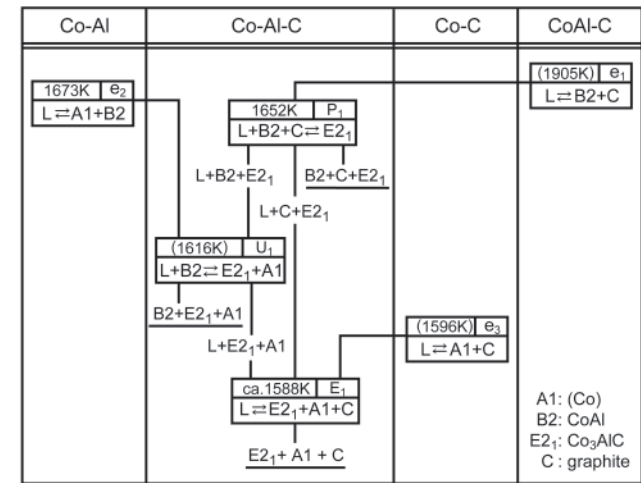 Co-Al Co-Al-C Co-C CoAl-C
(1905K) e₁
L⇄B2+C
1673K e₂
L⇄A1+B2
1652K P₁
L+B2+C⇄E2₁
L+B2+E2₁
B2+C+E2₁
L+C+E2₁
(1616K) U₁
L+B2⇄E2₁+A1
B2+E2₁+A1
L+E2₁+A1
(1596K) e₃
L⇄A1+C
ca.1588K E₁
L⇄E2₁+A1+C
E2₁+ A1 + C
A1: (Co)
B2: CoAl
E2₁: Co₃AlC
C : graphite